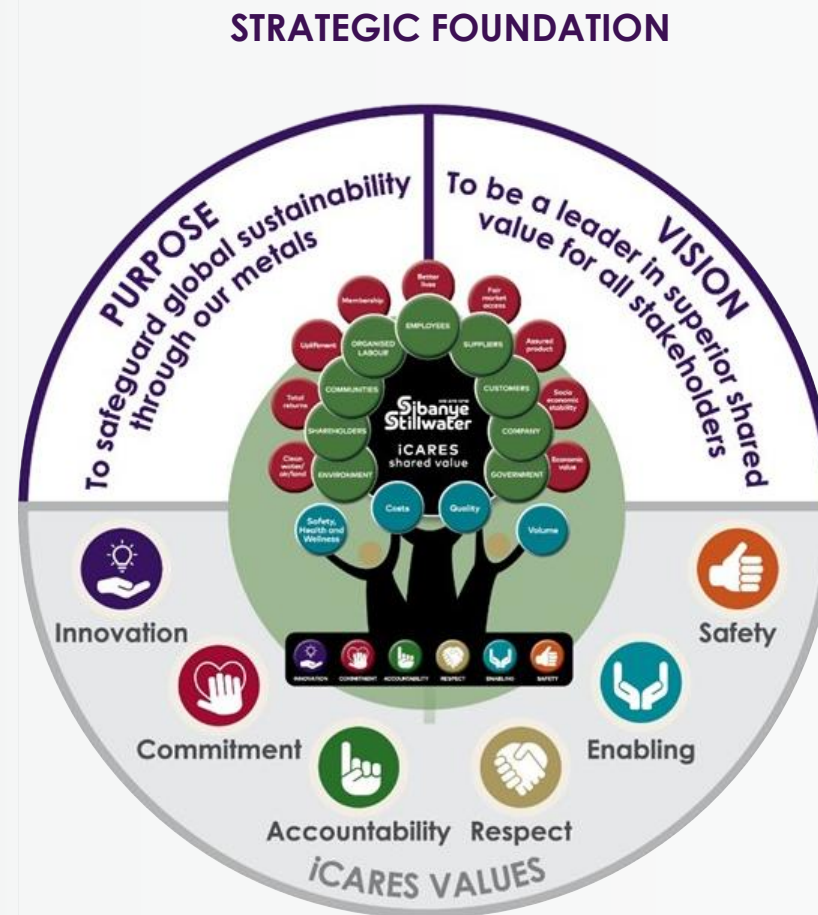 STRATEGIC FOUNDATION
PURPOSE
To safeguard global sustainability
through our metals
VISION
To be a leader in superior shared
value for all stakeholders
Better
lives
Membership
Fair
market
access
Upliftment
Assured
product
Total
returns
Socio
economic
stability
Clean
water/
air/land
Economic
value
EMPLOYEES
ORGANISED
LABOUR
SUPPLIERS
COMMUNITIES
CUSTOMERS
SHAREHOLDERS
COMPANY
ENVIRONMENT
GOVERNMENT
WE ARE ONE
Sibanye
Stillwater
iCARES
shared value
Costs
Quality
Safety,
Health and
Wellness
Volume
INNOVATION
COMMITMENT
ACCOUNTABILITY
RESPECT
ENABLING
SAFETY
Innovation
Safety
Commitment
Enabling
Accountability
Respect
iCARES VALUES